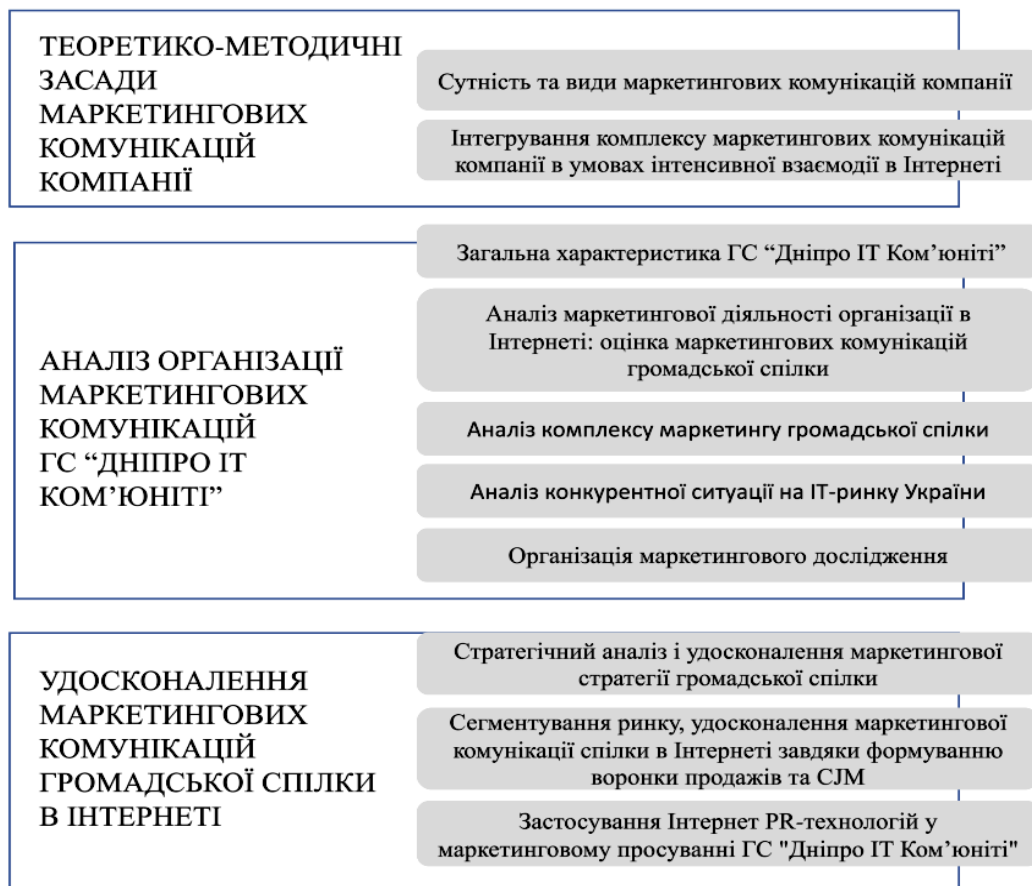 ТЕОРЕТИКО-МЕТОДИЧНІ
ЗАСАДИ
МАРКЕТИНГОВИХ
КОМУНІКАЦІЙ
КОМПАНІЇ
Сутність та види маркетингових комунікацій компанії
Інтегрування комплексу маркетингових комунікацій
компанії в умовах інтенсивної взаємодії в Інтернеті
АНАЛІЗ ОРГАНІЗАЦІЇ
МАРКЕТИНГОВИХ
КОМУНІКАЦІЙ
ГС “ДНІПРО ІТ
КОМ’ЮНІТІ”
Загальна характеристика ГС “Дніпро ІТ Ком’юніті”
Аналіз маркетингової діяльності організації в
Інтернеті: оцінка маркетингових комунікацій
громадської спілки
Аналіз комплексу маркетингу громадської спілки
Аналіз конкурентної ситуації на ІТ-ринку України
Організація маркетингового дослідження
УДОСКОНАЛЕННЯ
МАРКЕТИНГОВИХ
КОМУНІКАЦІЙ
ГРОМАДСЬКОЇ СПІЛКИ
В ІНТЕРНЕТІ
Стратегічний аналіз і удосконалення маркетингової
стратегії громадської спілки
Сегментування ринку, удосконалення маркетингової
комунікації спілки в Інтернеті завдяки формуванню
воронки продажів та CJM
Застосування Інтернет PR-технологій у
маркетинговому просуванні ГС "Дніпро ІТ Ком’юніті"